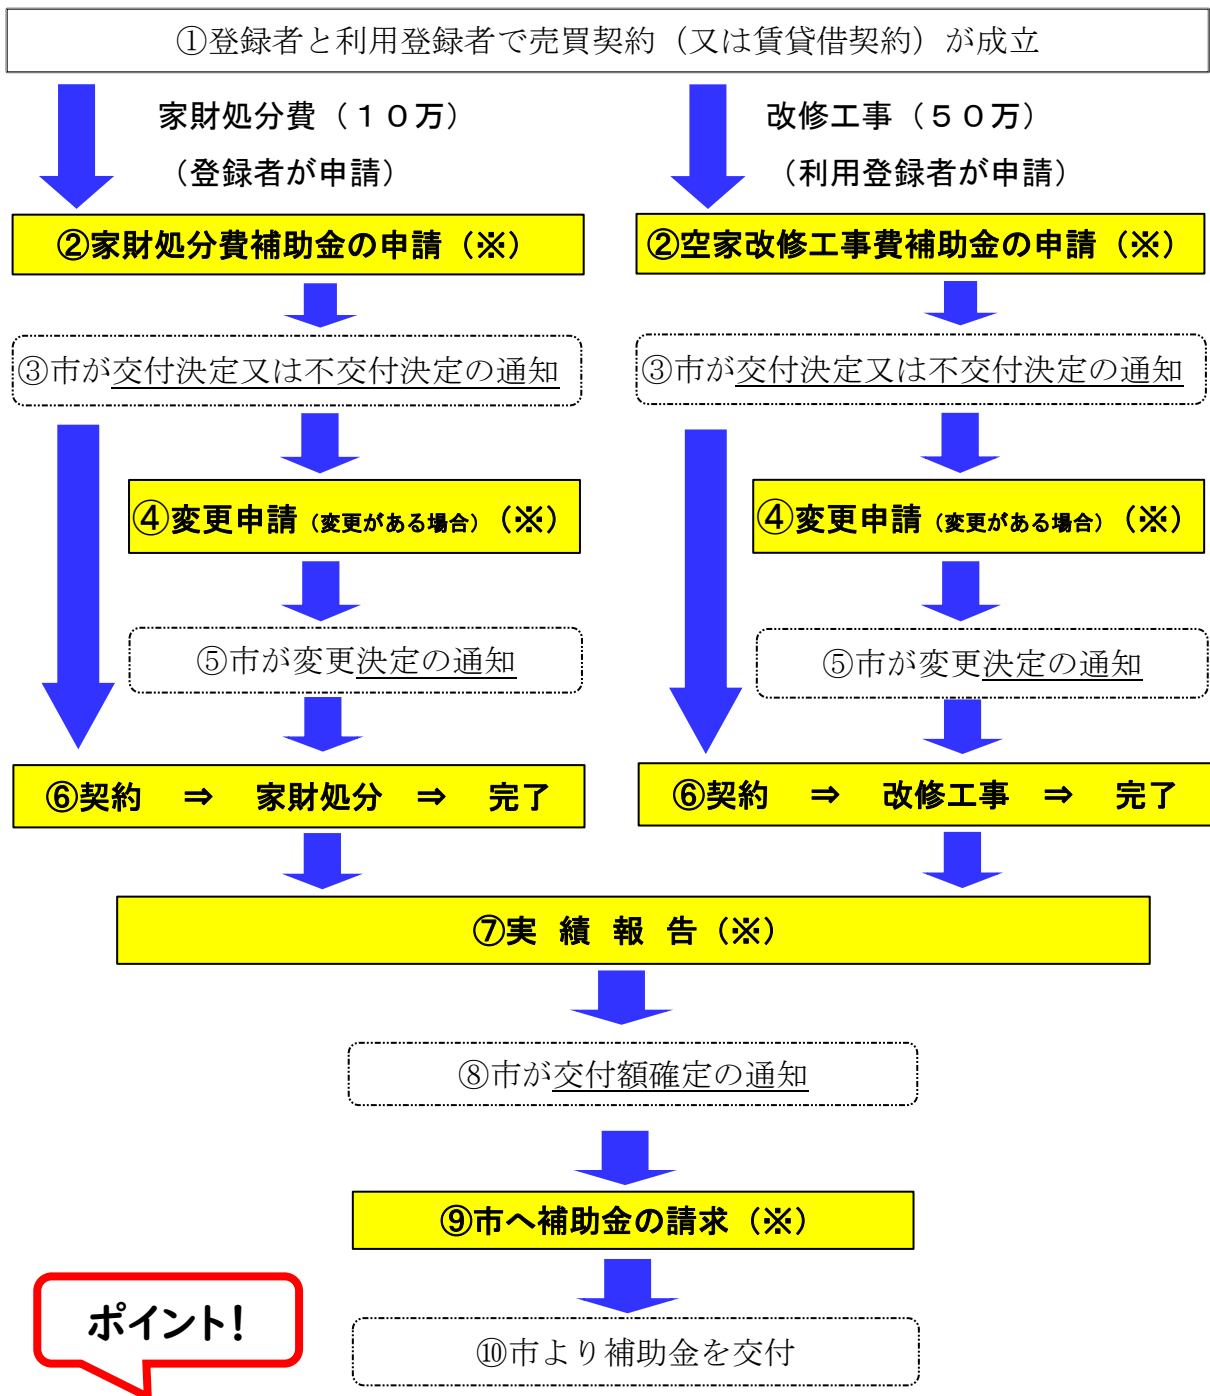 ①登録者と利用登録者で売買契約（又は賃貸借契約）が成立
家財処分費（１０万）
（登録者が申請）
改修工事（５０万）
（利用登録者が申請）
②家財処分費補助金の申請（※）
②空家改修工事費補助金の申請（※）
③市が交付決定又は不交付決定の通知
③市が交付決定又は不交付決定の通知
④変更申請（変更がある場合）（※）
④変更申請（変更がある場合）（※）
⑤市が変更決定の通知
⑤市が変更決定の通知
⑥契約　⇒　家財処分　⇒　完了
⑥契約　⇒　改修工事　⇒　完了
⑦実　績　報　告（※）
⑧市が交付額確定の通知
⑨市へ補助金の請求（※）
ポイント！
⑩市より補助金を交付